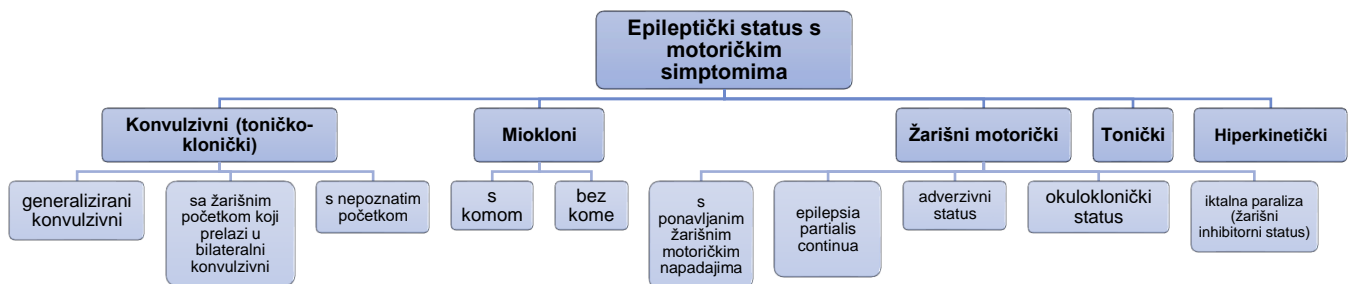 Epileptički status s
motoričkim
simptomima
Konvulzivni (toničko-
klonički)
Miokloni
Žarišni motorički
Tonički
Hiperkinetički
generalizirani
konvulzivni
sa žarišnim
početkom koji
prelazi u
bilateralni
konvulzivni
s nepoznatim
početkom
s
komom
bez
kome
s
ponavljanim
žarišnim
motoričkim
napadajima
epilepsia
partialis
continua
adverzivni
status
okuloklonički
status
iktalna paraliza
(žarišni
inhibitorni status)